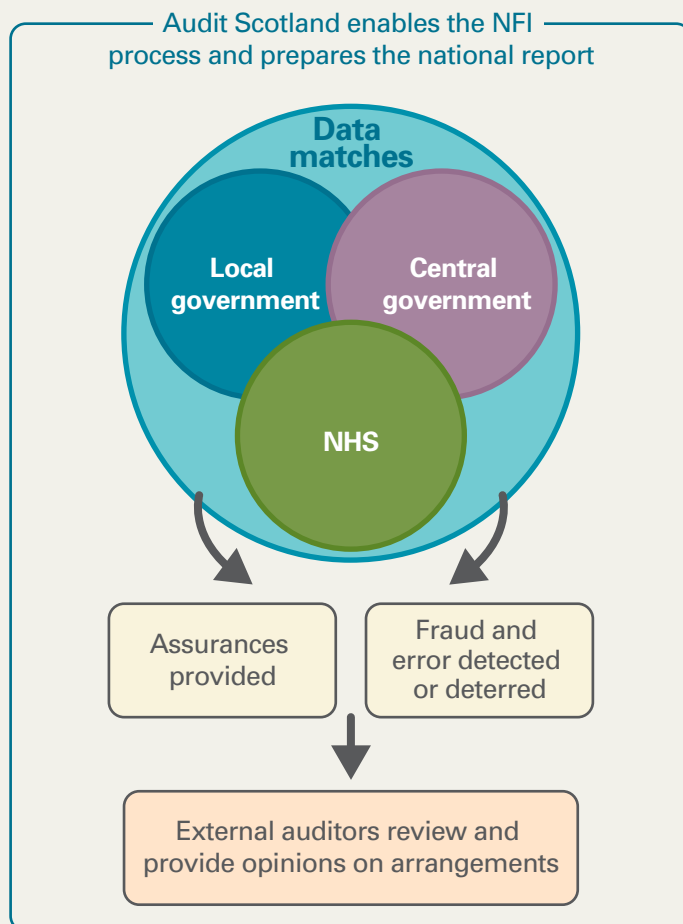 Audit Scotland enables the NFI
process and prepares the national report
Data
matches
Local
government
Central
government
NHS
Assurances
provided
Fraud and
error detected
or deterred
External auditors review and
provide opinions on arrangements